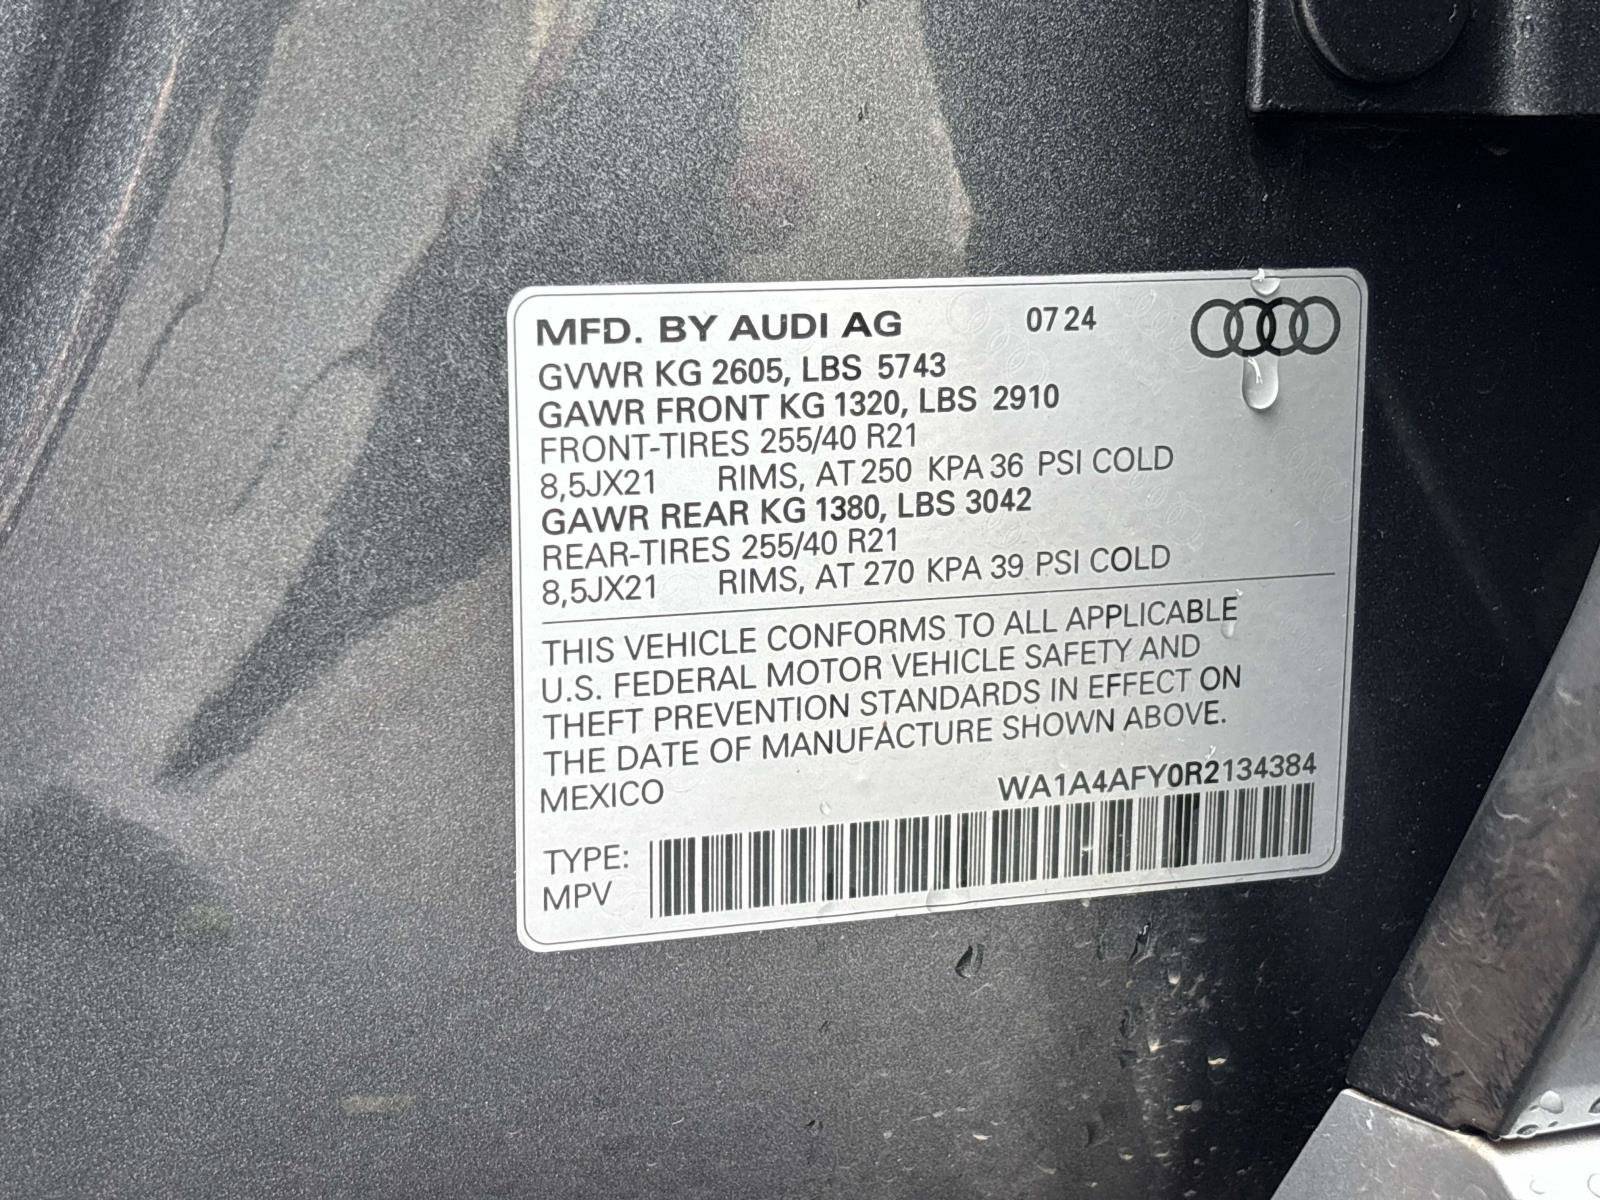 MFD. BY AUDI AG 07 24
GVWR KG 2605, LBS 5743
GAWR FRONT KG 1320, LBS 2910
FRONT-TIRES 255/40 R21
8,5JX21 RIMS, AT 250 KPA 36 PSI COLD
GAWR REAR KG 1380, LBS 3042
REAR-TIRES 255/40 R21
8,5JX21 RIMS, AT 270 KPA 39 PSI COLD
THIS VEHICLE CONFORMS TO ALL APPLICABLE
U.S. FEDERAL MOTOR VEHICLE SAFETY AND
THEFT PREVENTION STANDARDS IN EFFECT ON
THE DATE OF MANUFACTURE SHOWN ABOVE.
MEXICO WA1A4AFY0R2134384
TYPE:
MPV